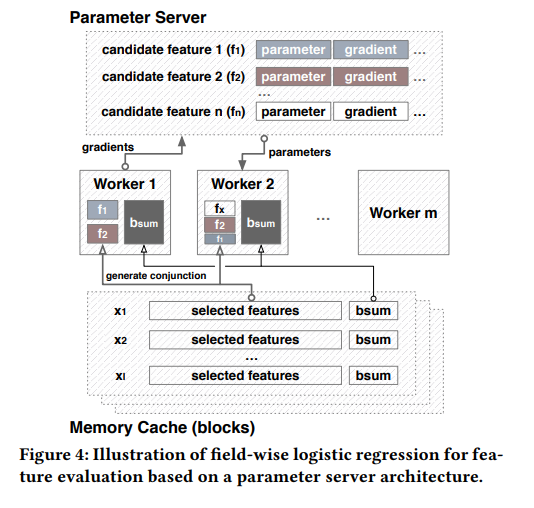 Parameter Server
candidate feature 1 (f1) parameter gradient ...
candidate feature 2 (f2) parameter gradient ...
...
candidate feature n (fn) parameter gradient ...
gradients
parameters
Worker 1
f1
f2
bsum
Worker 2
fx
f2
f1
bsum
...
Worker m
generate conjunction
x1 selected features bsum
x2 selected features bsum
...
xl selected features bsum
Memory Cache (blocks)
Figure 4: Illustration of field-wise logistic regression for fea-
ture evaluation based on a parameter server architecture.